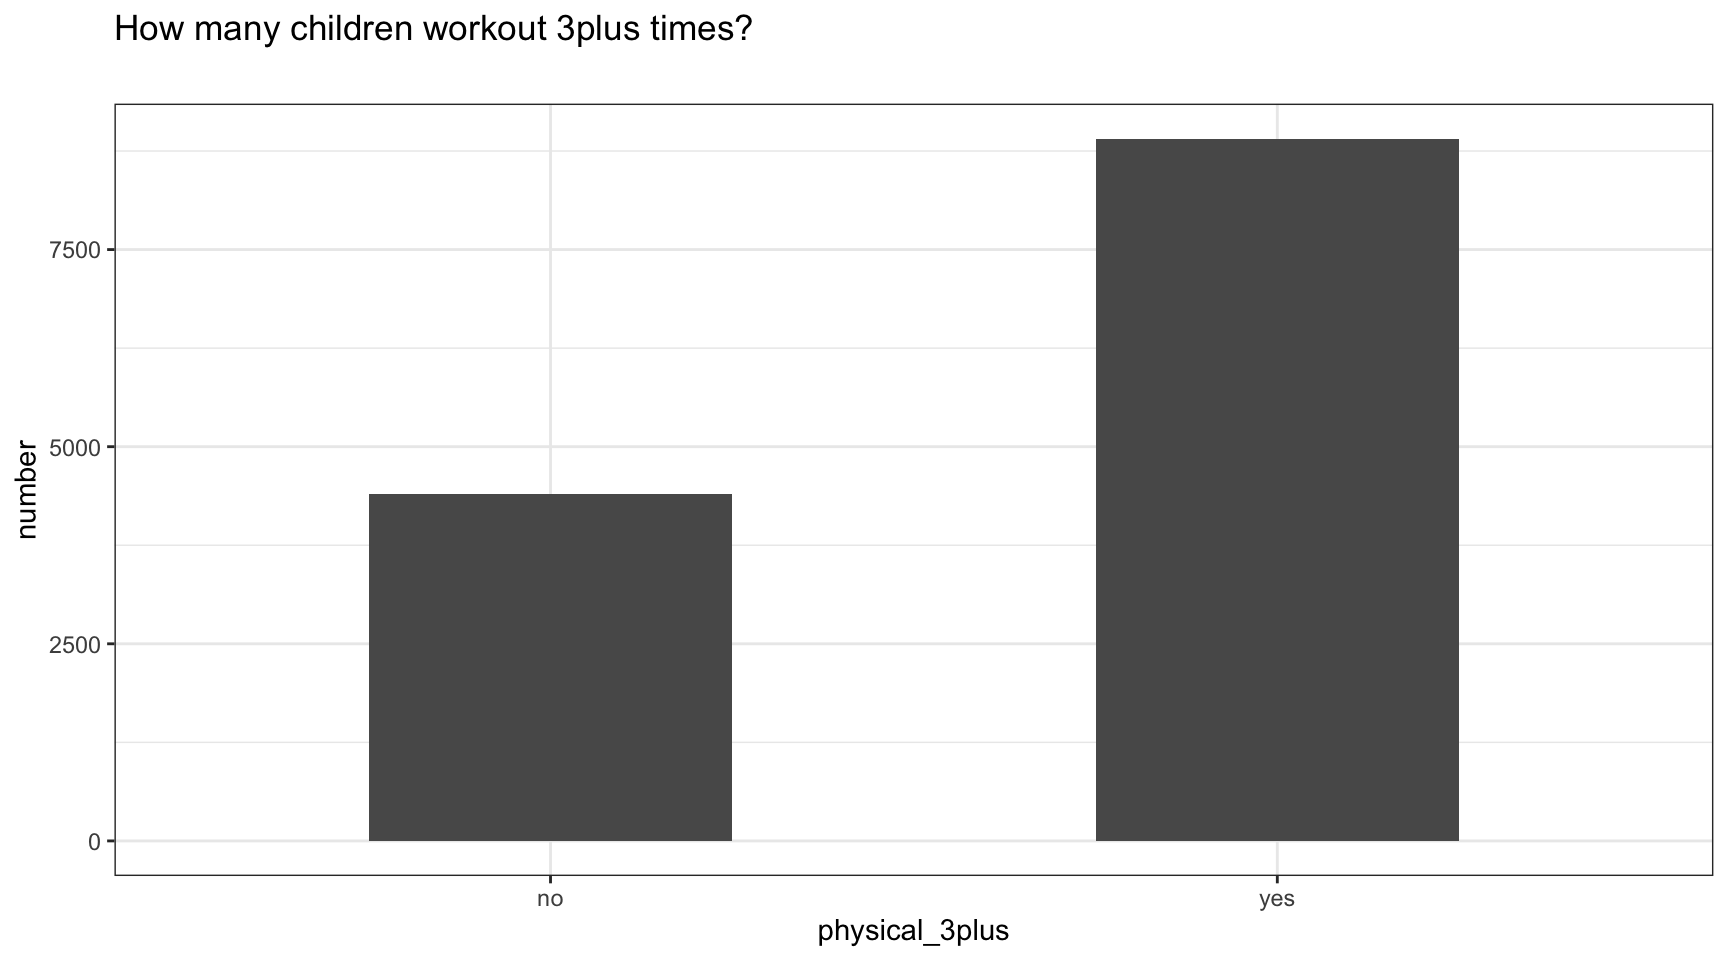 How many children workout 3plus times?
number
7500
5000
2500
0
no
yes
physical_3plus